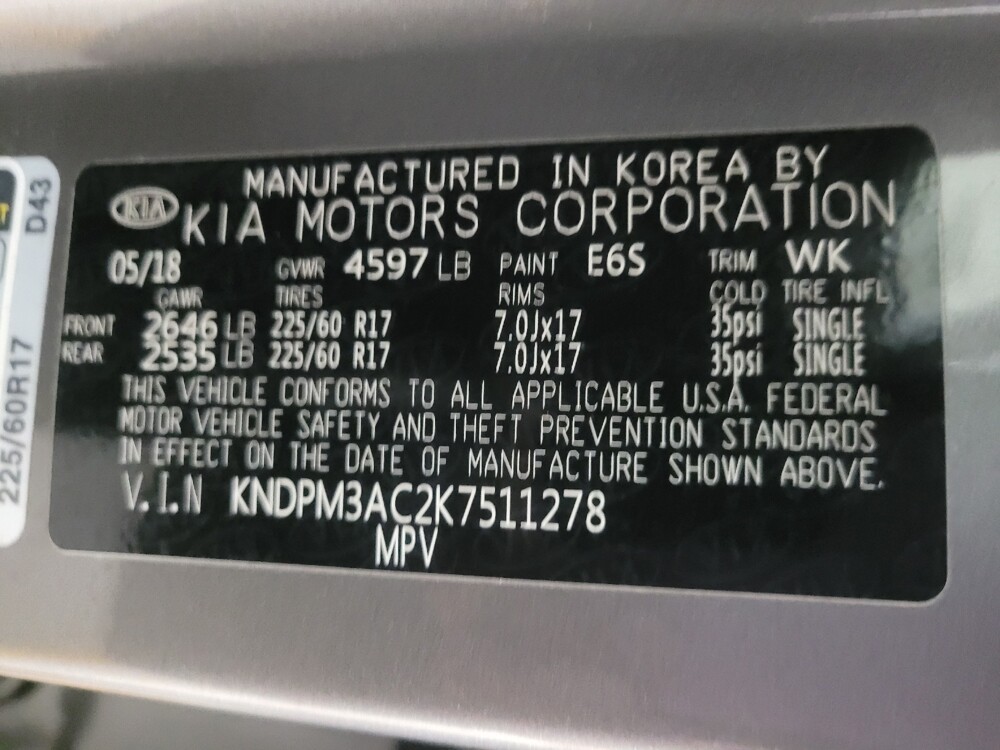 MANUFACTURED IN KOREA BY
KIA KIA MOTORS CORPORATION
05/18 GVWR 4597 LB PAINT E6S TRIM WK
GAWR TIRES RIMS COLD TIRE INFL
FRONT 2646 LB 225/60 R17 7.0Jx17 35psi SINGLE
REAR 2535 LB 225/60 R17 7.0Jx17 35psi SINGLE
THIS VEHICLE CONFORMS TO ALL APPLICABLE U.S.A. FEDERAL
MOTOR VEHICLE SAFETY AND THEFT PREVENTION STANDARDS
IN EFFECT ON THE DATE OF MANUFACTURE SHOWN ABOVE.
V.I.N KNDPM3AC2K7511278
MPV
225/60R17 D43